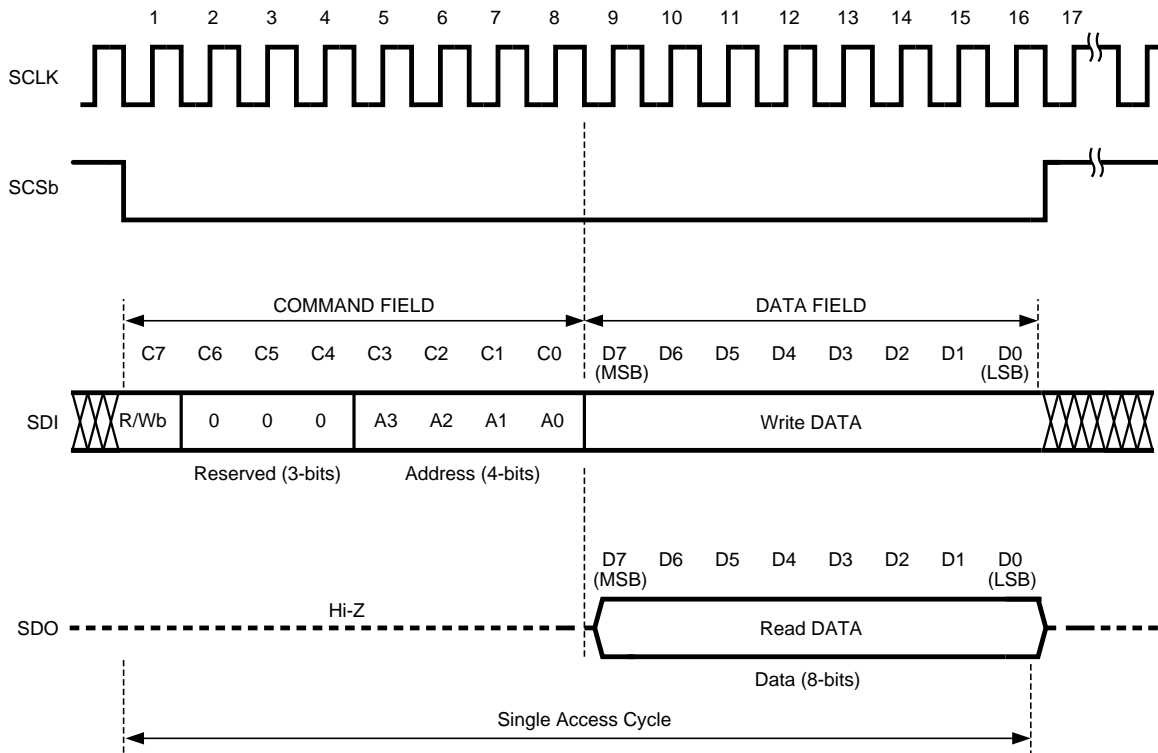 1 2 3 4 5 6 7 8 9 10 11 12 13 14 15 16 17
SCLK
SCSb
COMMAND FIELD DATA FIELD
C7 C6 C5 C4 C3 C2 C1 C0 D7 D6 D5 D4 D3 D2 D1 D0
(MSB) (LSB)
SDI R/Wb 0 0 0 A3 A2 A1 A0 Write DATA
Reserved (3-bits) Address (4-bits)
D7 D6 D5 D4 D3 D2 D1 D0
(MSB) (LSB)
Hi-Z
SDO Read DATA
Data (8-bits)
Single Access Cycle